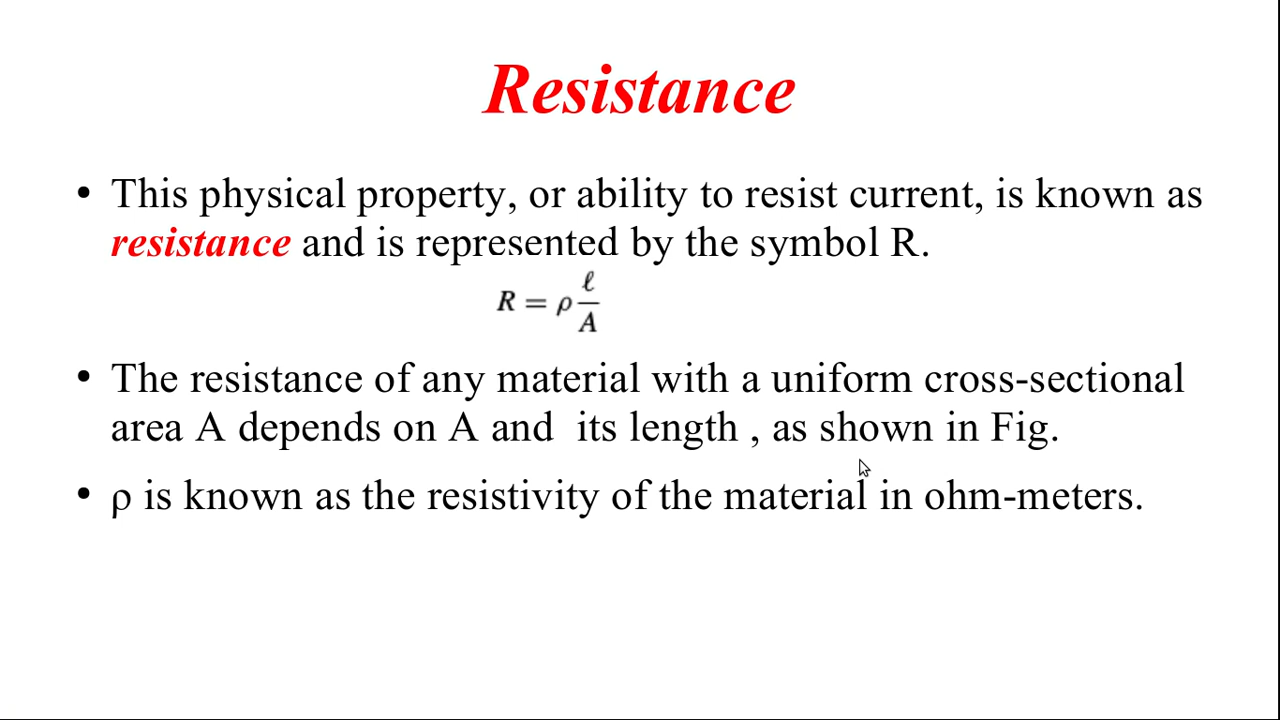 Resistance
• This physical property, or ability to resist current, is known as
resistance and is represented by the symbol R.
R = ρ ℓ/A
• The resistance of any material with a uniform cross-sectional
area A depends on A and  its length , as shown in Fig.
• ρ is known as the resistivity of the material in ohm-meters.